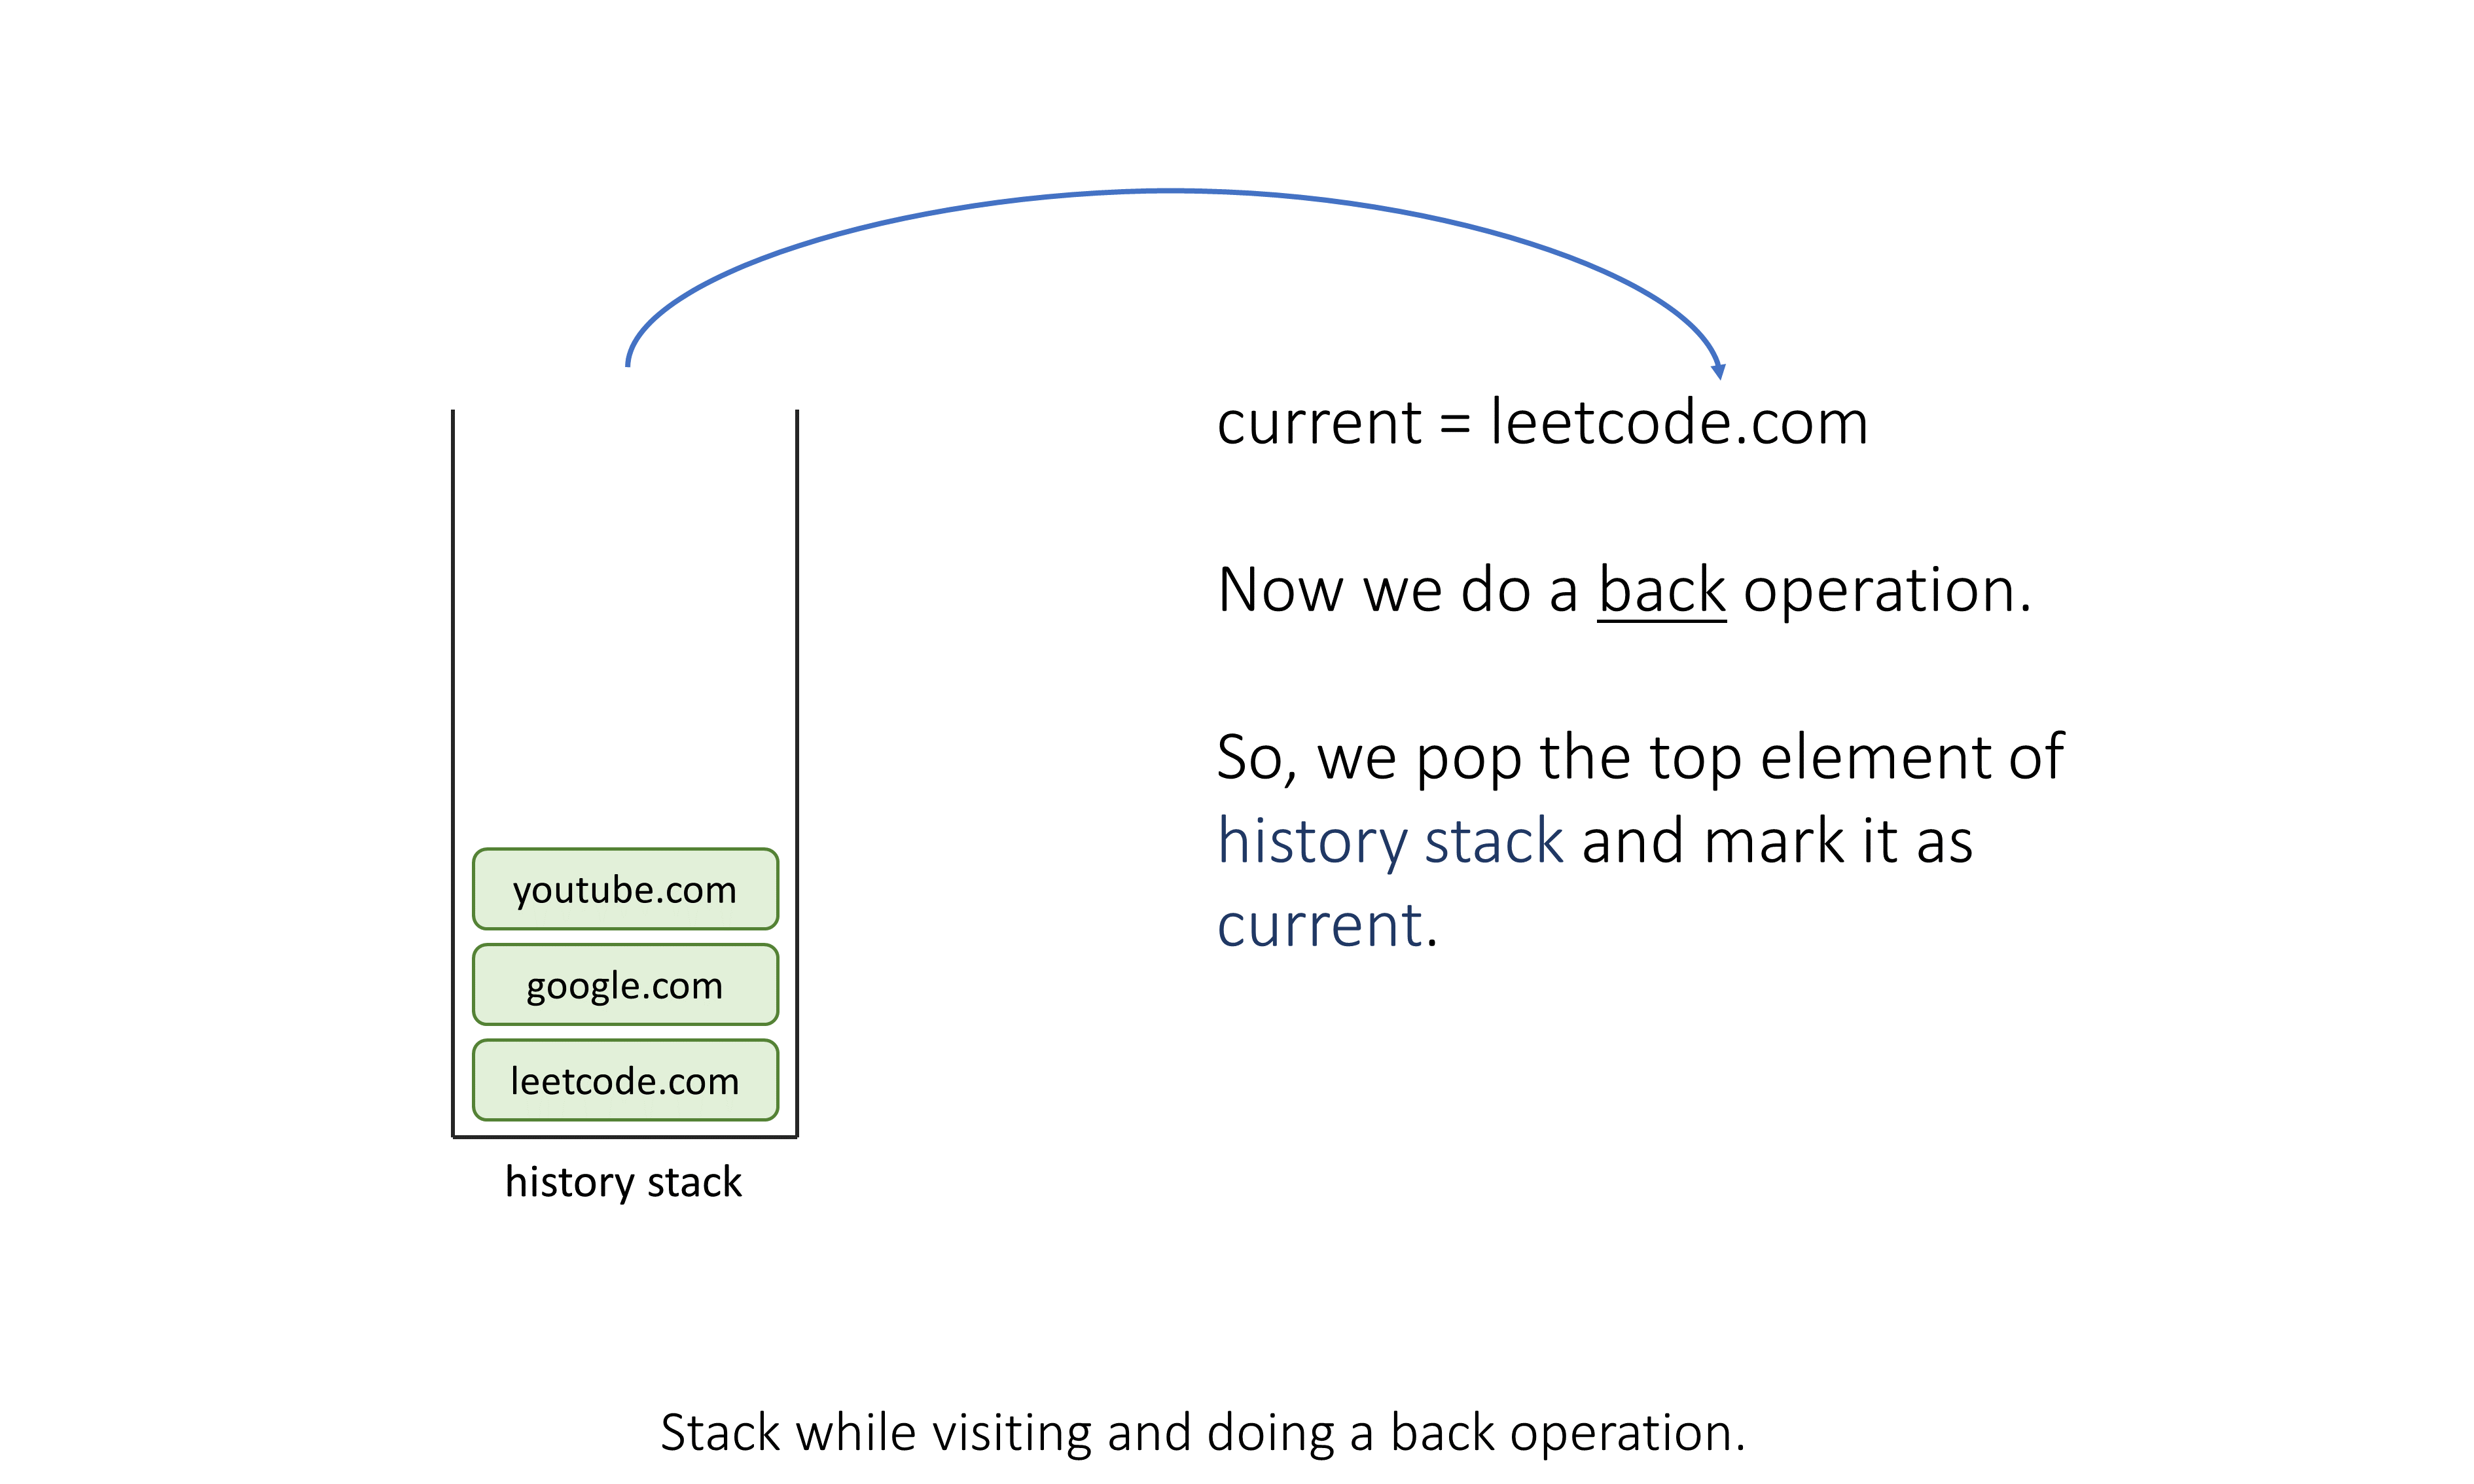 current = leetcode.com
Now we do a back operation.
So, we pop the top element of
history stack and mark it as
current.
youtube.com
google.com
leetcode.com
history stack
Stack while visiting and doing a back operation.